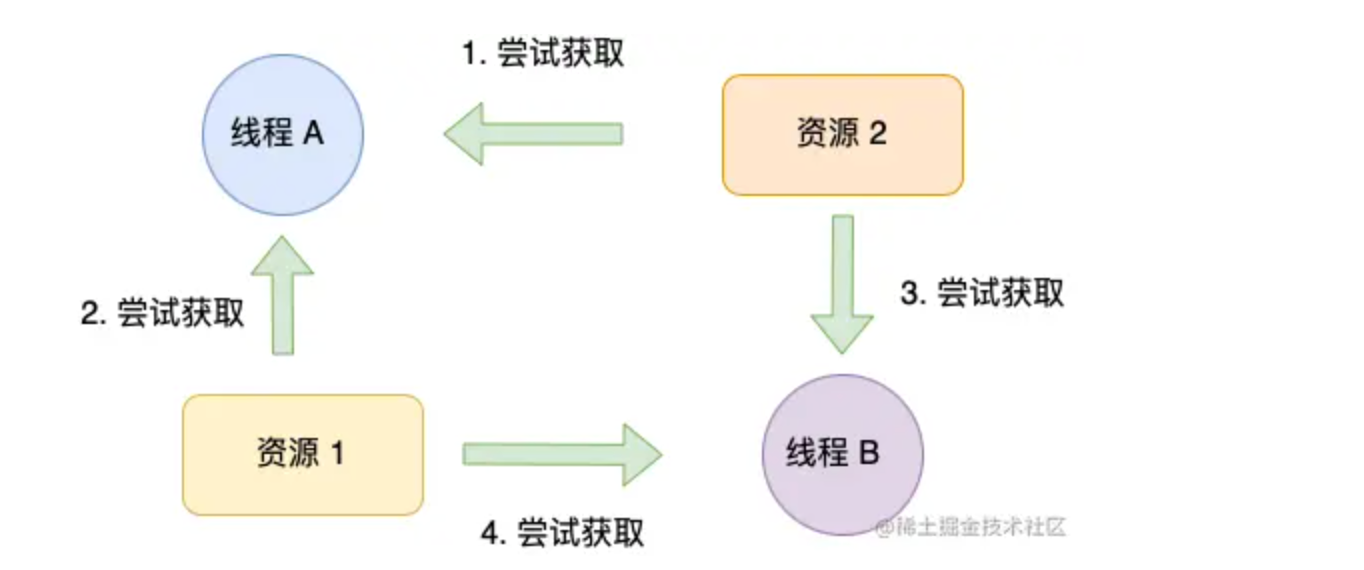 1. 尝试获取
线程 A
资源 2
2. 尝试获取
3. 尝试获取
资源 1
线程 B
4. 尝试获取
@稀土掘金技术社区